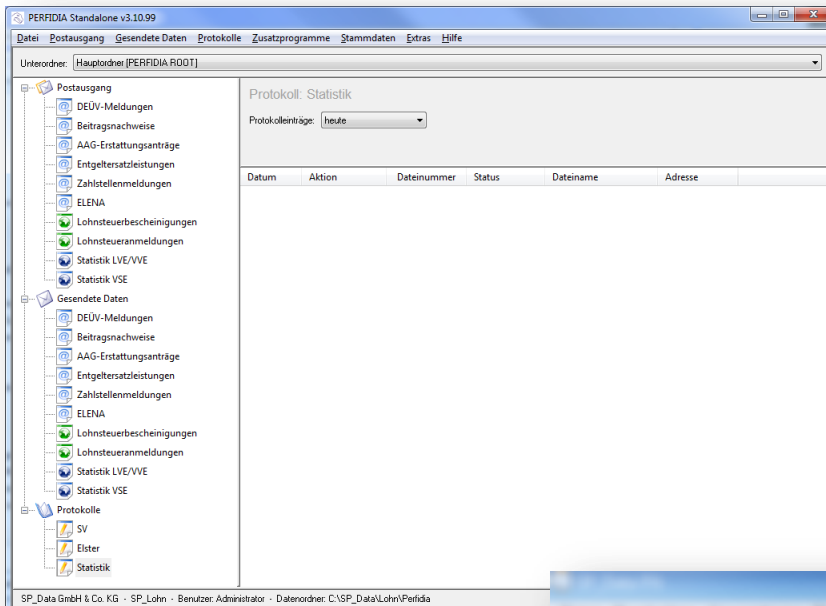 PERFIDIA Standalone v3.10.99
Datei Postausgang Gesendete Daten Protokolle Zusatzprogramme Stammdaten Extras Hilfe
Unterordner: Hauptordner [PERFIDIA ROOT]
Postausgang
DEÜV-Meldungen
Beitragsnachweise
AAG-Erstattungsanträge
Entgeltersatzleistungen
Zahlstellenmeldungen
ELENA
Lohnsteuerbescheinigungen
Lohnsteueranmeldungen
Statistik LVE/VVE
Statistik VSE
Gesendete Daten
DEÜV-Meldungen
Beitragsnachweise
AAG-Erstattungsanträge
Entgeltersatzleistungen
Zahlstellenmeldungen
ELENA
Lohnsteuerbescheinigungen
Lohnsteueranmeldungen
Statistik LVE/VVE
Statistik VSE
Protokolle
SV
Elster
Statistik
Protokoll: Statistik
Protokolleinträge: heute
Datum Aktion Dateinummer Status Dateiname Adresse
SP_Data GmbH & Co. KG - SP_Lohn - Benutzer: Administrator - Datenordner: C:\SP_Data\Lohn\Perfidia